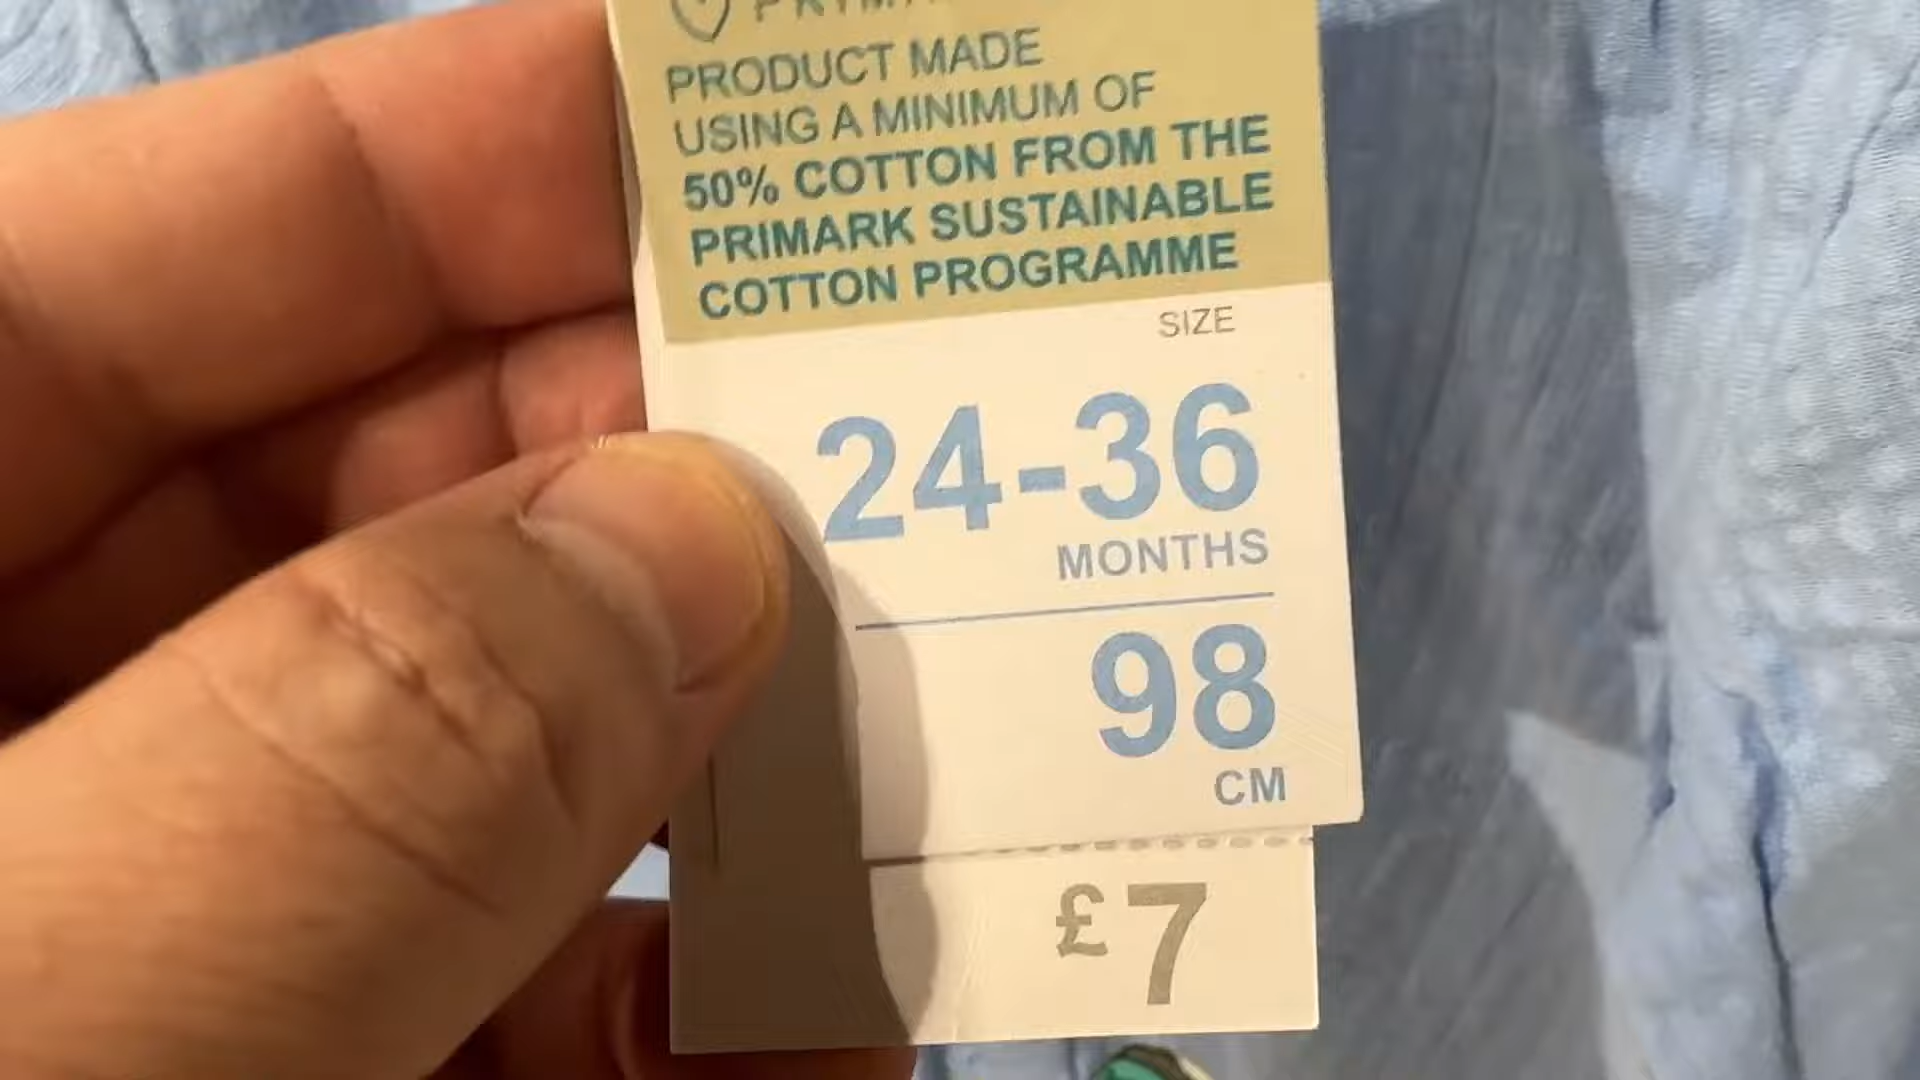 PRODUCT MADE
USING A MINIMUM OF
50% COTTON FROM THE
PRIMARK SUSTAINABLE
COTTON PROGRAMME
SIZE
24-36
MONTHS
98
CM
£7